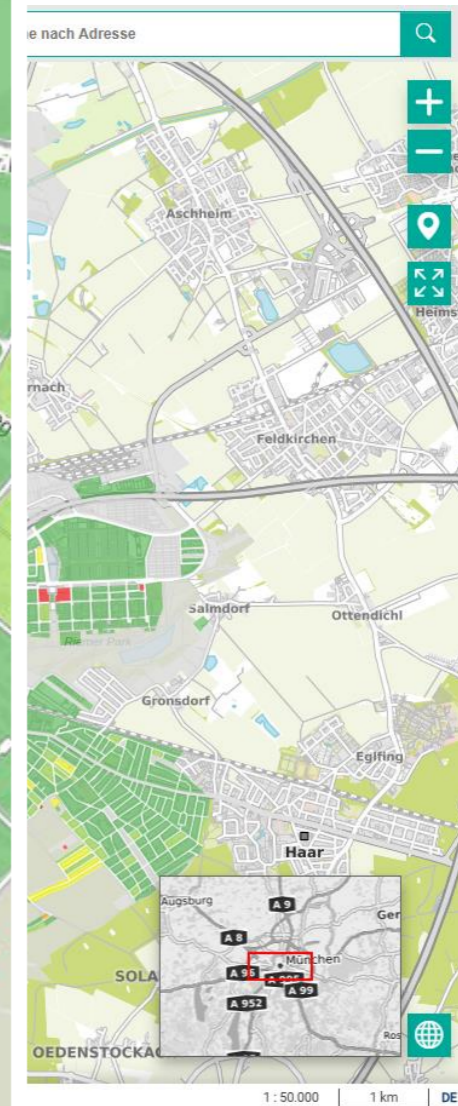 e nach Adresse
Aschheim
Heims
rnach
Feldkirchen
Salmdorf
Ottendichl
Riemer Park
Gronsdorf
Eglfing
Haar
Augsburg
A 9
Ger
A 8
München
A 96
A 995
A 99
A 952
SOLA
Ros
OEDENSTOCKAC
1 : 50.000
1 km
DE